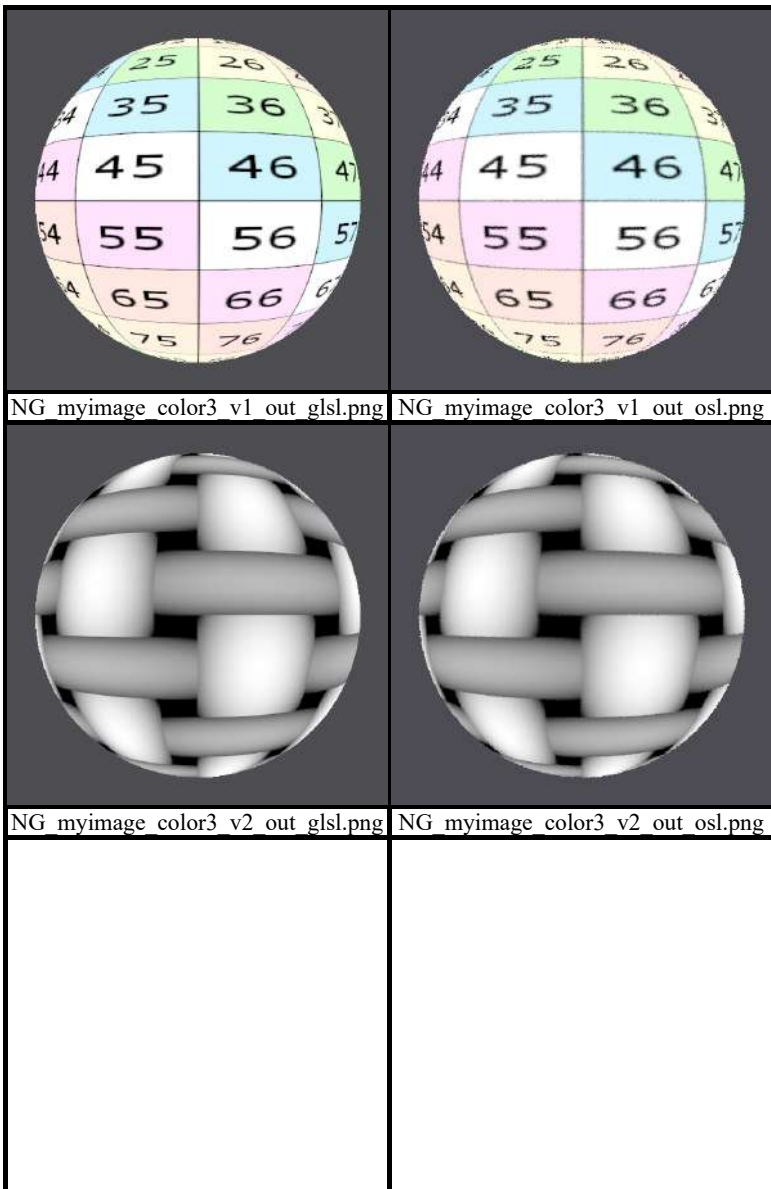 25 26
35 36
45 46 47
44
55 56 57
54
65 66
75 76
25 26
35 36
45 46 47
44
55 56 57
54
65 66
75 76
NG_myimage_color3_v1_out_glsl.png NG_myimage_color3_v1_out_osl.png
NG_myimage_color3_v2_out_glsl.png NG_myimage_color3_v2_out_osl.png